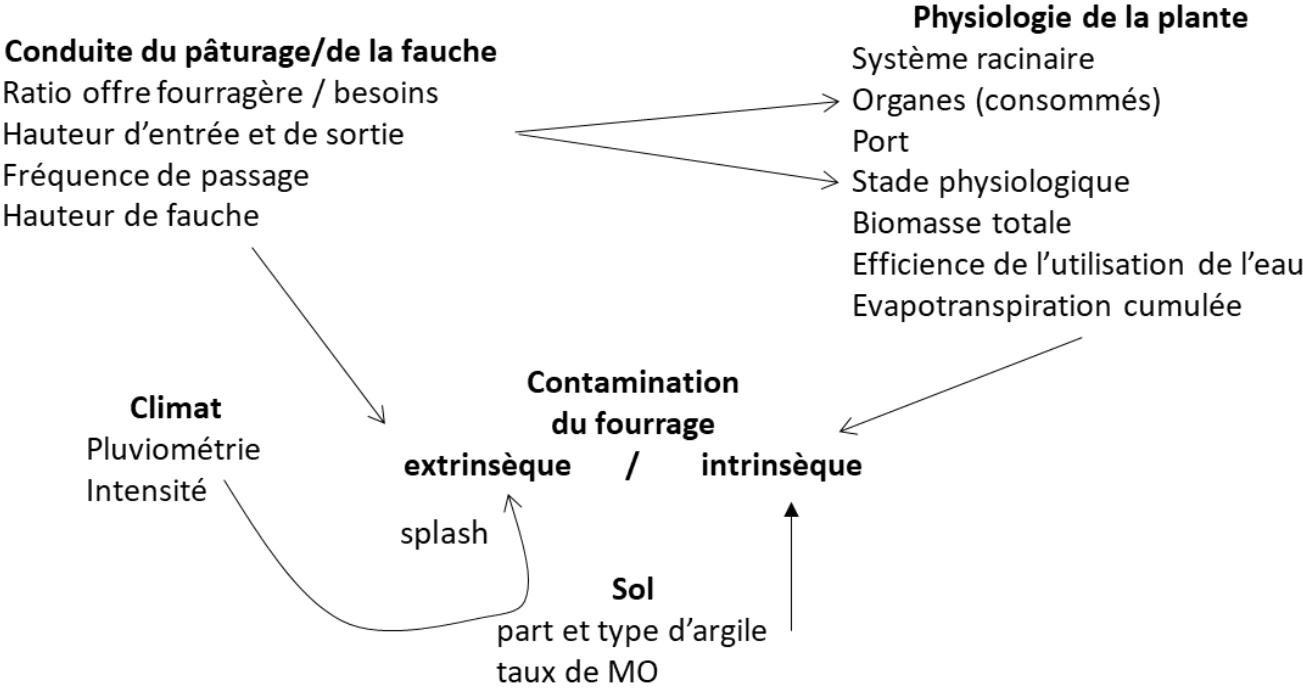 Conduite du pâturage/de la fauche
Ratio offre fourragère / besoins
Hauteur d'entrée et de sortie
Fréquence de passage
Hauteur de fauche
Physiologie de la plante
Système racinaire
Organes (consommés)
Port
Stade physiologique
Biomasse totale
Efficience de l'utilisation de l'eau
Evapotranspiration cumulée
Climat
Pluviométrie
Intensité
Contamination
du fourrage
extrinsèque / intrinsèque
splash
Sol
part et type d'argile
taux de MO